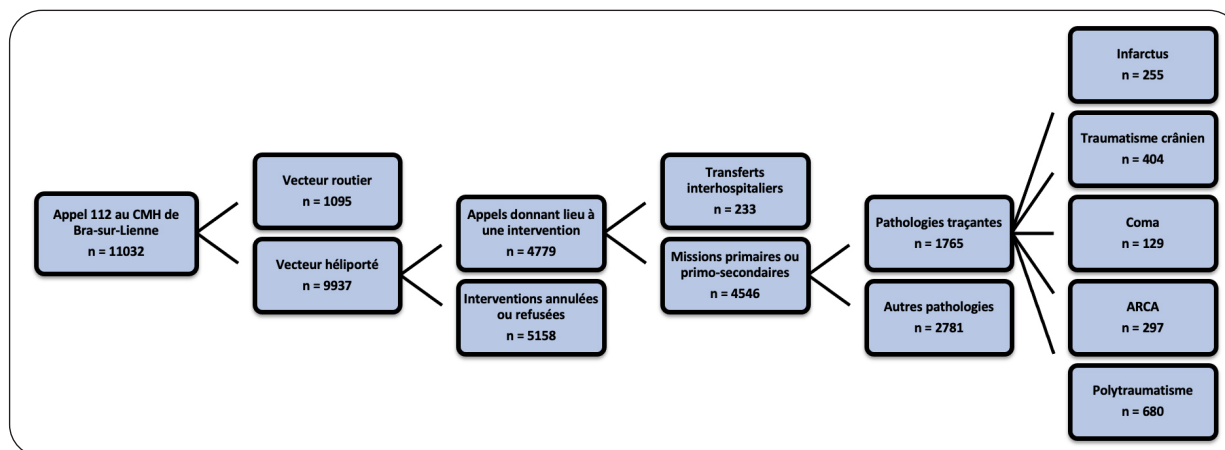 Appel 112 au CMH de
Bra-sur-Lienne
n = 11032
Vecteur routier
n = 1095
Vecteur héliporté
n = 9937
Appels donnant lieu à
une intervention
n = 4779
Interventions annulées
ou refusées
n = 5158
Transferts
interhospitaliers
n = 233
Missions primaires ou
primo-secondaires
n = 4546
Pathologies traçantes
n = 1765
Autres pathologies
n = 2781
Infarctus
n = 255
Traumatisme crânien
n = 404
Coma
n = 129
ARCA
n = 297
Polytraumatisme
n = 680